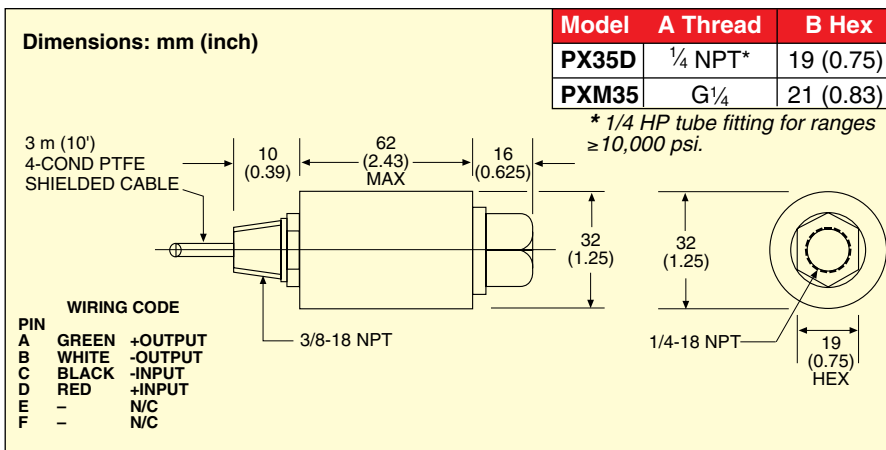 Dimensions: mm (inch)
Model A Thread B Hex
PX35D 1/4 NPT* 19 (0.75)
PXM35 G1/4 21 (0.83)
* 1/4 HP tube fitting for ranges
≥10,000 psi.
3 m (10')
4-COND PTFE
SHIELDED CABLE
10
(0.39)
62
(2.43)
MAX
16
(0.625)
32
(1.25)
32
(1.25)
3/8-18 NPT
1/4-18 NPT
19
(0.75)
HEX
WIRING CODE
PIN
A GREEN +OUTPUT
B WHITE -OUTPUT
C BLACK -INPUT
D RED +INPUT
E – N/C
F – N/C